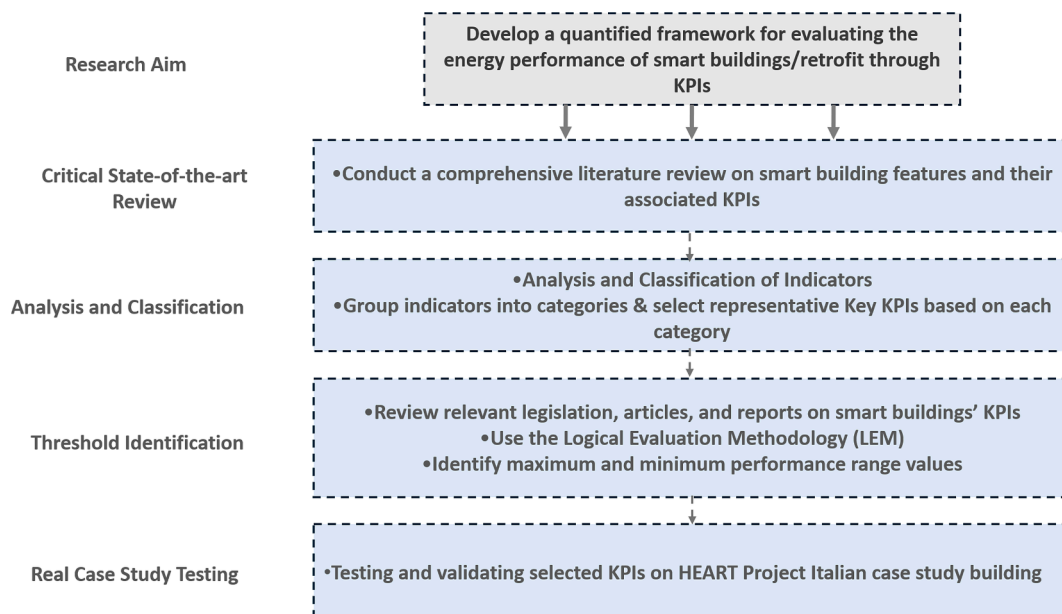 Research Aim
Develop a quantified framework for evaluating the
energy performance of smart buildings/retrofit through
KPIs
Critical State-of-the-art
Review
•Conduct a comprehensive literature review on smart building features and their
associated KPIs
Analysis and Classification
•Analysis and Classification of Indicators
•Group indicators into categories & select representative Key KPIs based on each
category
Threshold Identification
•Review relevant legislation, articles, and reports on smart buildings’ KPIs
•Use the Logical Evaluation Methodology (LEM)
•Identify maximum and minimum performance range values
Real Case Study Testing
•Testing and validating selected KPIs on HEART Project Italian case study building